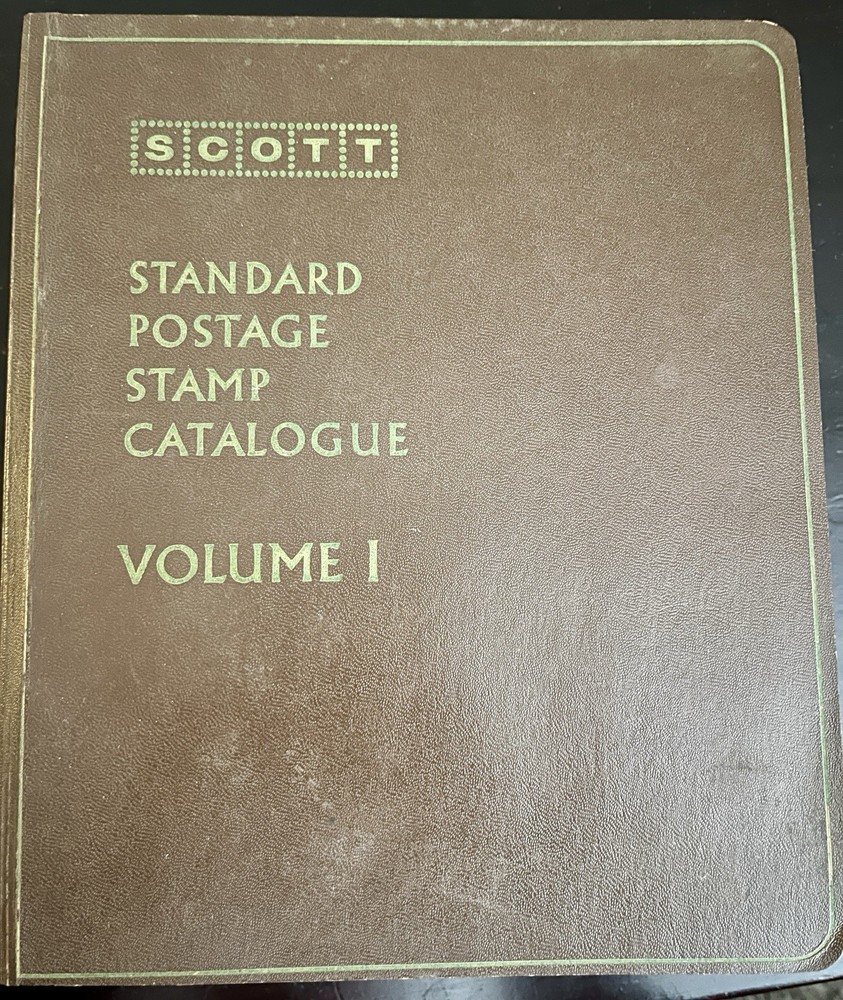 SCOTT
STANDARD
POSTAGE
STAMP
CATALOGUE
VOLUME I